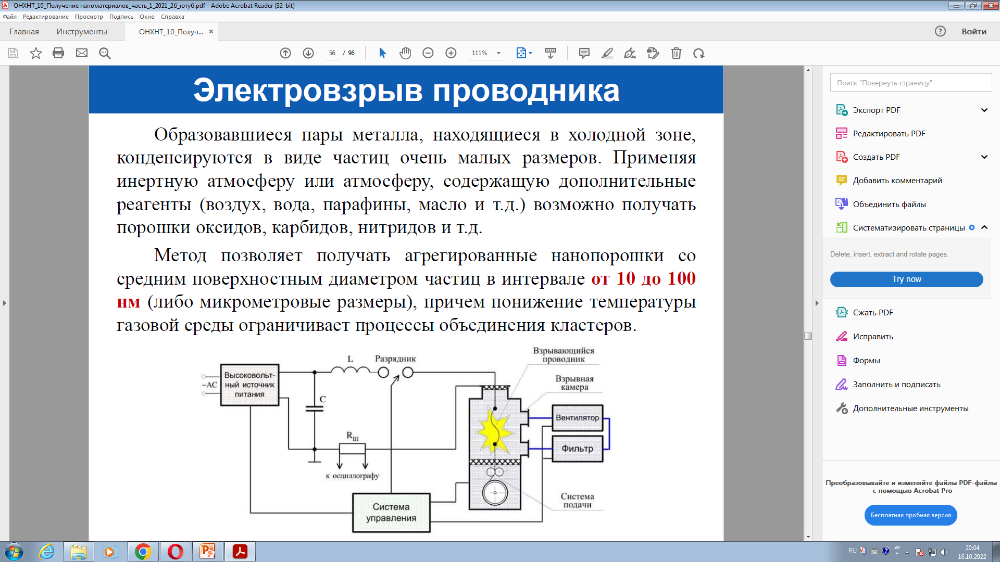 ОНХНТ_10_Получение наноматериалов_часть_1_2021_26_ютуб.pdf - Adobe Acrobat Reader (32-bit)
Файл Редактирование Просмотр Подпись Окно Справка
Главная Инструменты ОНХНТ_10_Получ... ×
Войти
56 / 96 111%
Электровзрыв проводника
Образовавшиеся пары металла, находящиеся в холодной зоне,
конденсируются в виде частиц очень малых размеров. Применяя
инертную атмосферу или атмосферу, содержащую дополнительные
реагенты (воздух, вода, парафины, масло и т.д.) возможно получать
порошки оксидов, карбидов, нитридов и т.д.
Метод позволяет получать агрегированные нанопорошки со
средним поверхностным диаметром частиц в интервале от 10 до 100
нм (либо микрометровые размеры), причем понижение температуры
газовой среды ограничивает процессы объединения кластеров.
~AC
Высоковольт-
ный источник
питания
L
Разрядник
C
RШ
к осциллографу
Система
управления
Взрывающийся
проводник
Взрывная
камера
Вентилятор
Фильтр
Система
подачи
Поиск "Повернуть страницу"
Экспорт PDF
Редактировать PDF
Создать PDF
Добавить комментарий
Объединить файлы
Систематизировать страницы
Delete, insert, extract and rotate pages.
Try now
Сжать PDF
Исправить
Формы
Заполнить и подписать
Дополнительные инструменты
Преобразовывайте и изменяйте файлы PDF-файлы
с помощью Acrobat Pro
Бесплатная пробная версия
RU
20:04
16.10.2022